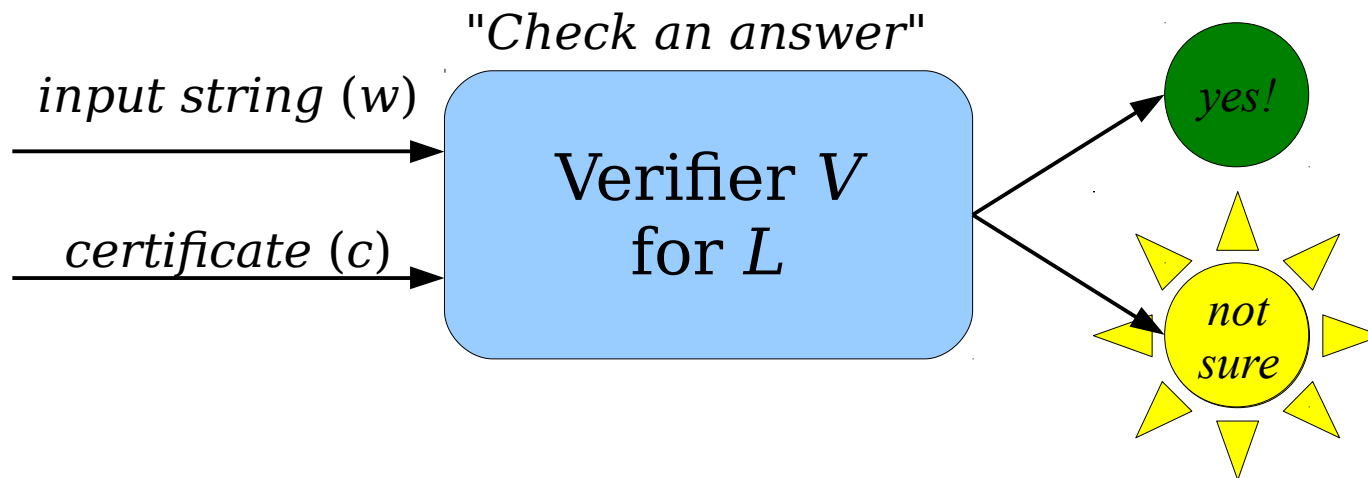 "Check an answer"
input string (w)
certificate (c)
Verifier V
for L
yes!
not
sure